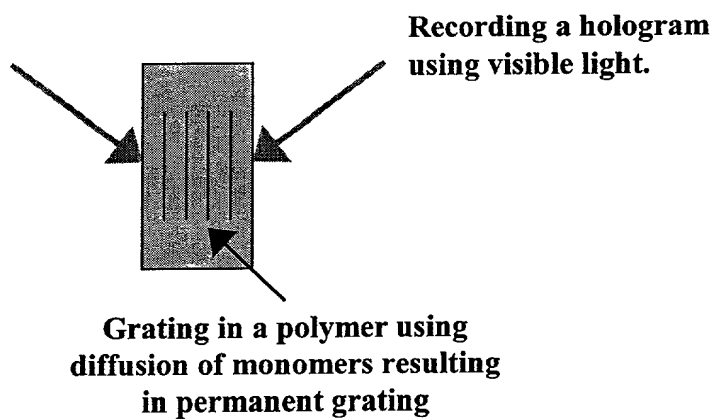 Recording a hologram
using visible light.
Grating in a polymer using
diffusion of monomers resulting
in permanent grating